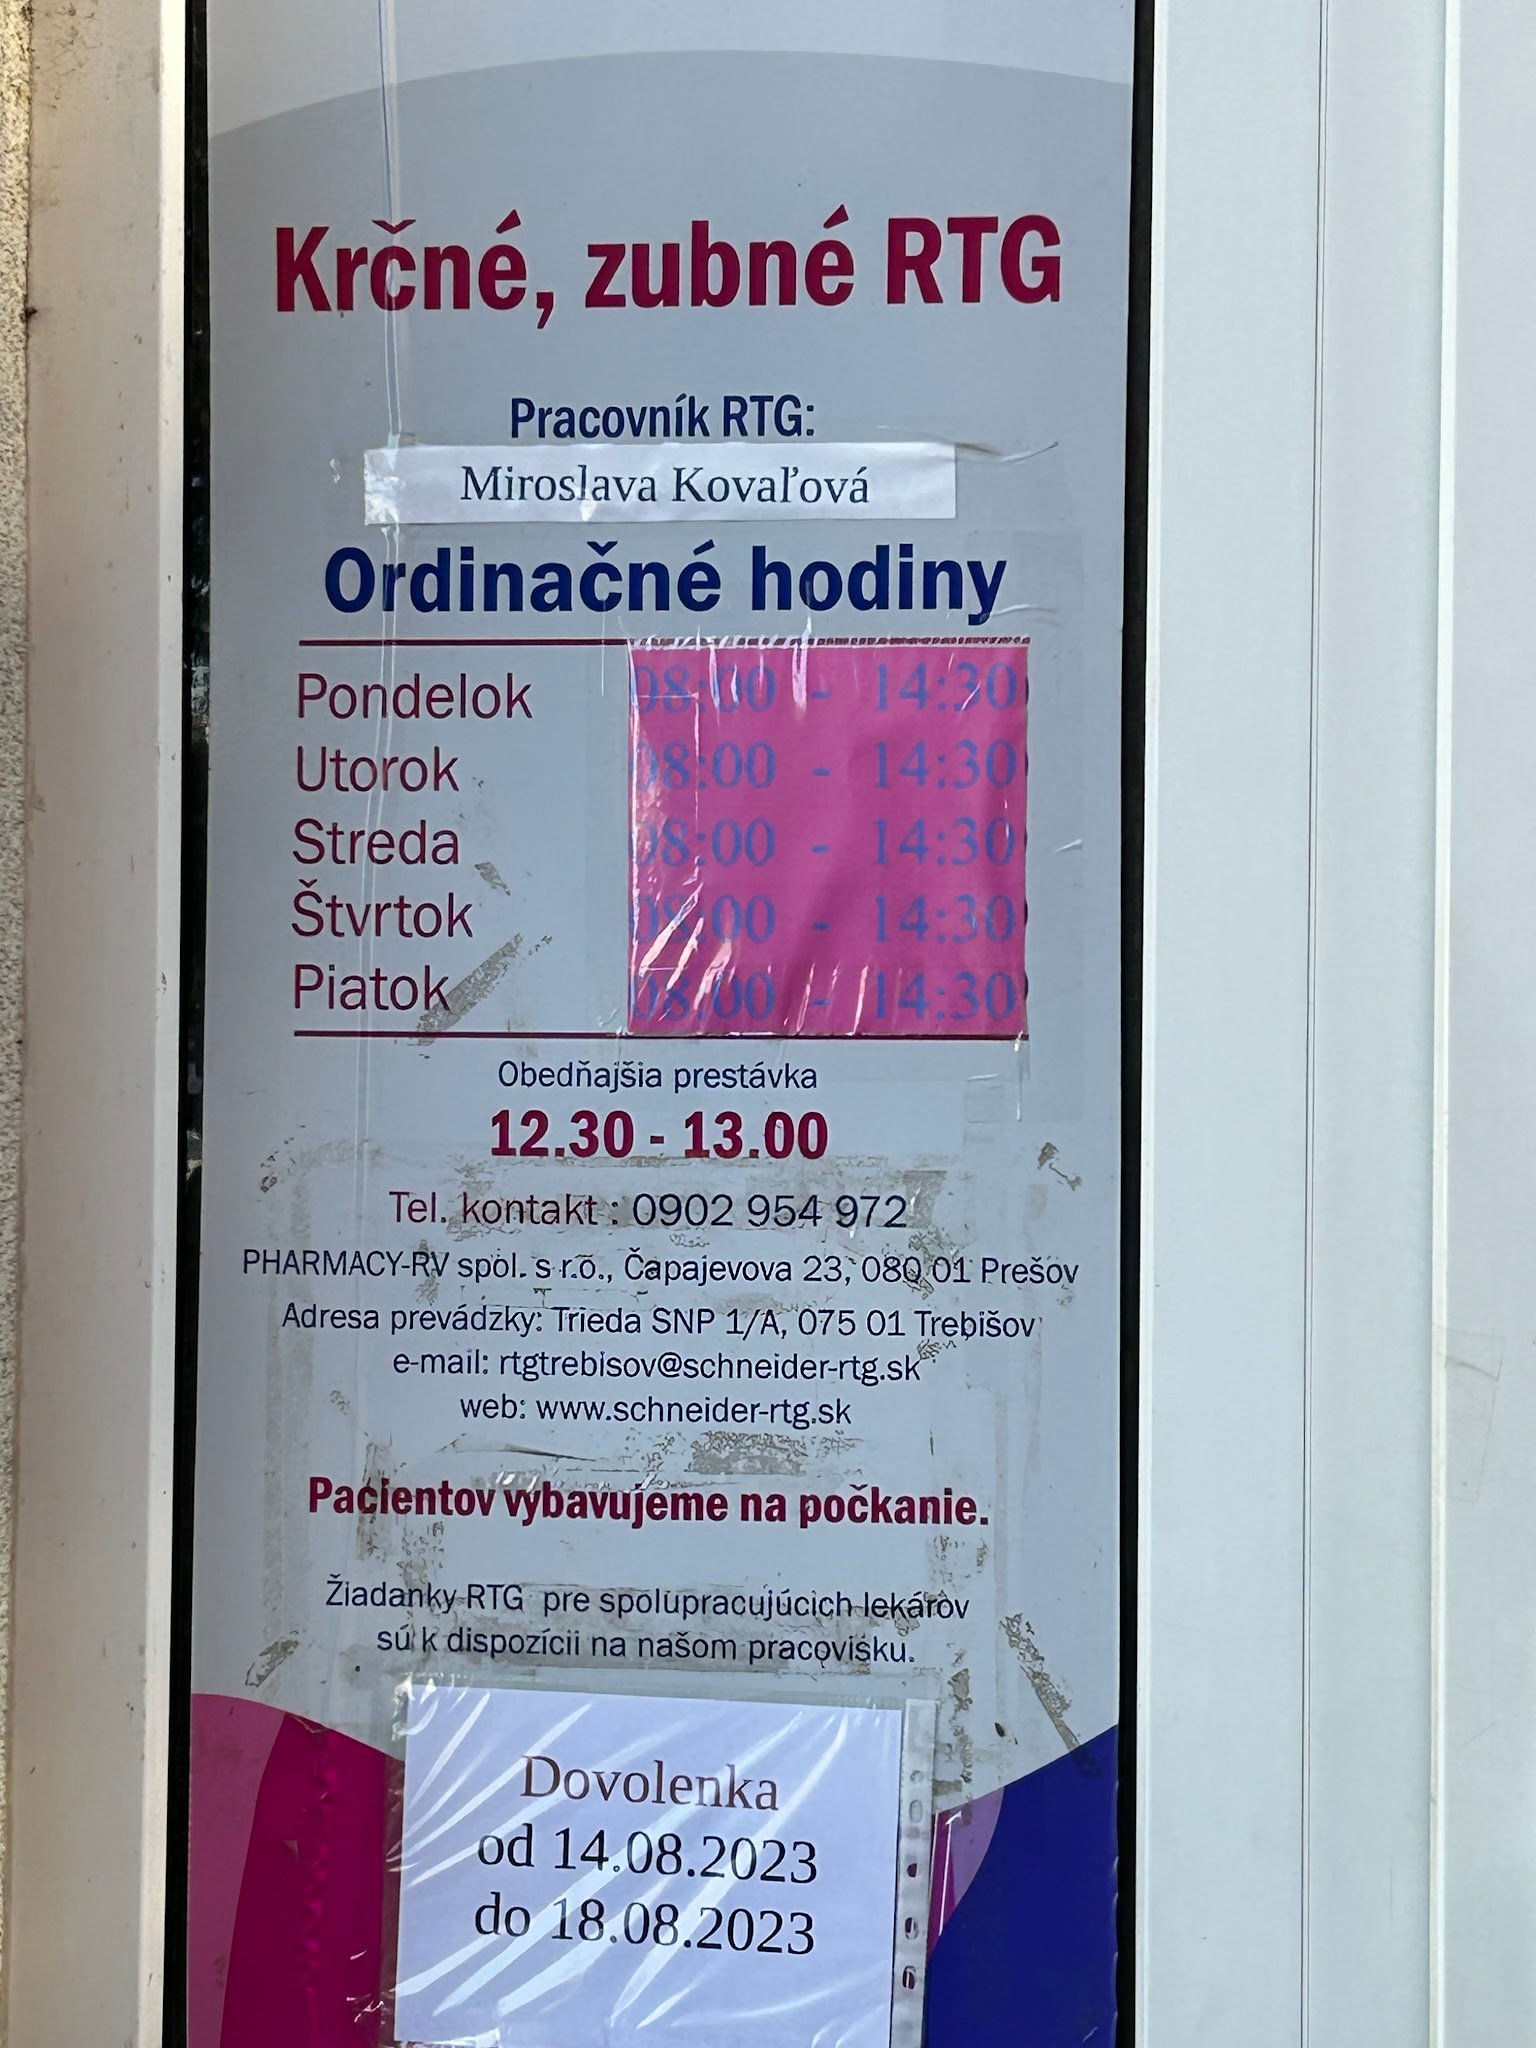 Krčné, zubné RTG
Pracovník RTG:
Miroslava Kovaľová
Ordinačné hodiny
Pondelok 08:00 - 14:30
Utorok 08:00 - 14:30
Streda 08:00 - 14:30
Štvrtok 08:00 - 14:30
Piatok 08:00 - 14:30
Obedňajšia prestávka
12.30 - 13.00
Tel. kontakt : 0902 954 972
PHARMACY-RV spol. s r.o., Čapajevova 23, 080 01 Prešov
Adresa prevádzky: Trieda SNP 1/A, 075 01 Trebišov
e-mail: rtgtrebisov@schneider-rtg.sk
web: www.schneider-rtg.sk
Pacientov vybavujeme na počkanie.
Žiadanky RTG pre spolupracujúcich lekárov
sú k dispozícii na našom pracovisku.
Dovolenka
od 14.08.2023
do 18.08.2023